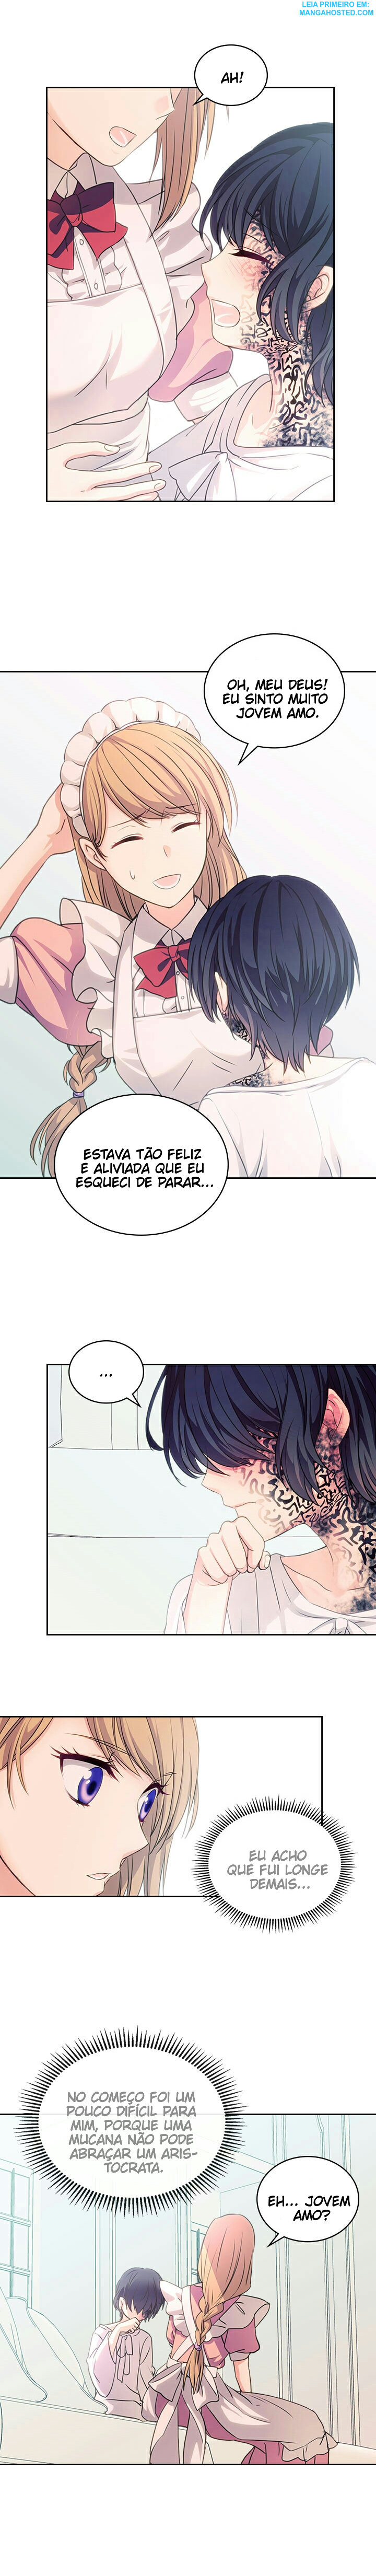 LEIA PRIMEIRO EM:
MANGAHOSTED.COM
AH!
OH, MEU DEUS!
EU SINTO MUITO
JOVEM AMO.
ESTAVA TÃO FELIZ
E ALIVIADA QUE EU
ESQUECI DE PARAR...
...
EU ACHO
QUE FUI LONGE
DEMAIS...
NO COMEÇO FOI UM
POUCO DIFÍCIL PARA
MIM, PORQUE UMA
MUCANA NÃO PODE
ABRAÇAR UM ARIS-
TOCRATA.
EH... JOVEM
AMO?